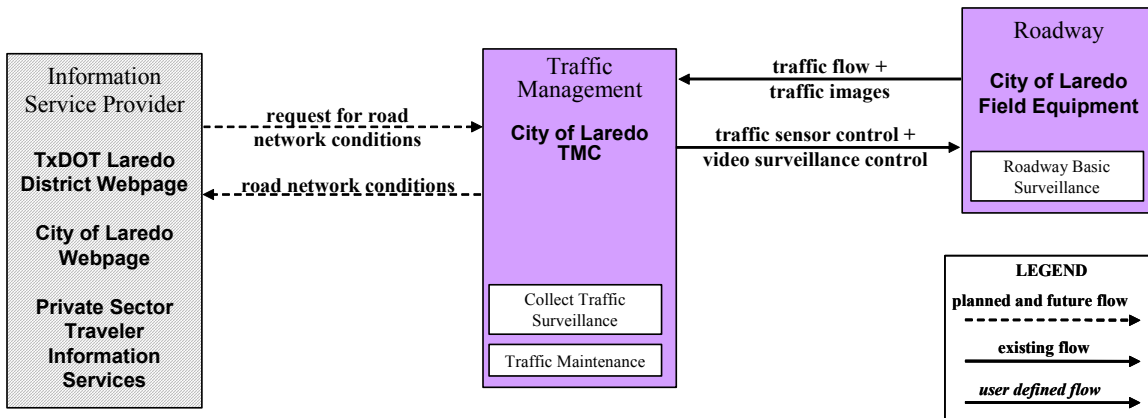 Information
Service Provider
TxDOT Laredo
District Webpage
City of Laredo
Webpage
Private Sector
Traveler
Information
Services
request for road
network conditions
road network conditions
Traffic
Management
City of Laredo
TMC
Collect Traffic
Surveillance
Traffic Maintenance
traffic flow +
traffic images
traffic sensor control +
video surveillance control
Roadway
City of Laredo
Field Equipment
Roadway Basic
Surveillance
LEGEND
planned and future flow
existing flow
user defined flow